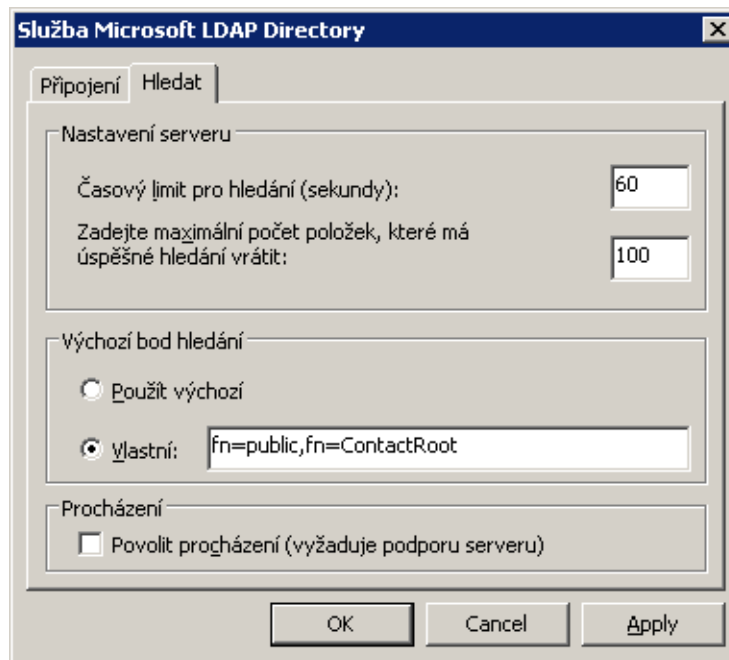 Služba Microsoft LDAP Directory
Připojení
Hledat
Nastavení serveru
Časový limit pro hledání (sekundy):
60
Zadejte maximální počet položek, které má
úspěšné hledání vrátit:
100
Výchozí bod hledání
Použít výchozí
Vlastní:
fn=public,fn=ContactRoot
Procházení
Povolit procházení (vyžaduje podporu serveru)
OK
Cancel
Apply